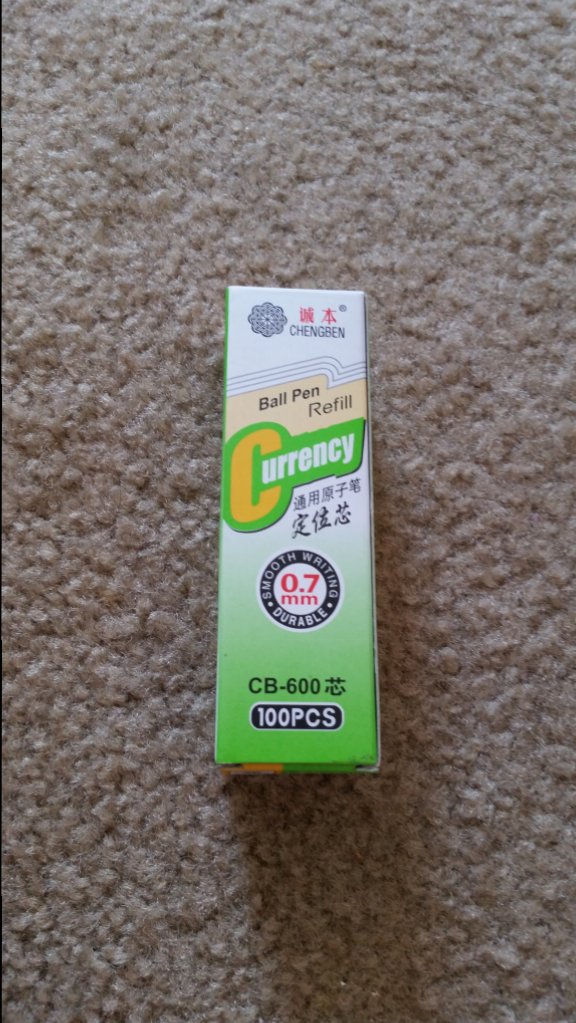 诚本®
CHENGBEN
Ball Pen
Refill
Currency
通用原子笔
定位芯
SMOOTH WRITING
0.7
mm
• DURABLE •
CB-600芯
100PCS